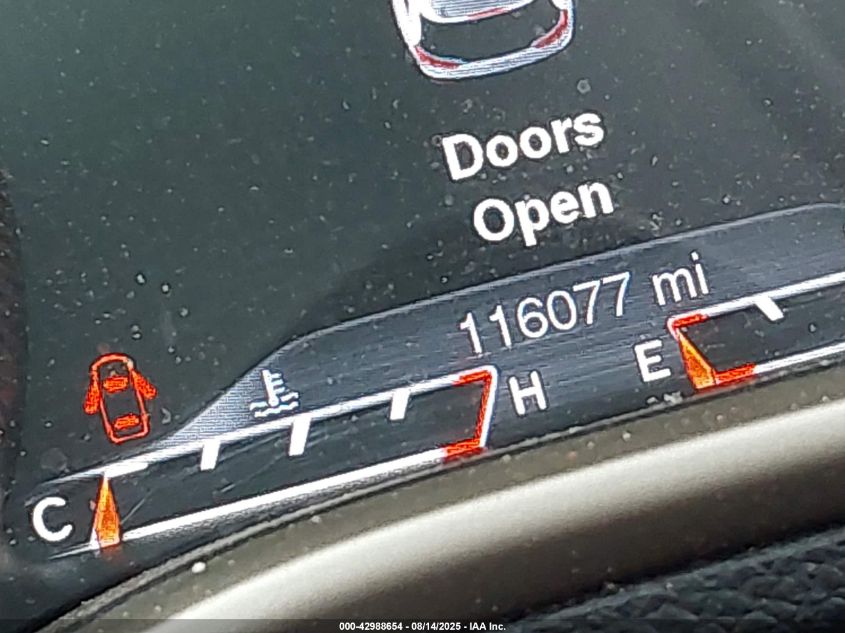 Doors
Open
116077 mi
E
H
C
000-42988654 - 08/14/2025 - IAA Inc.